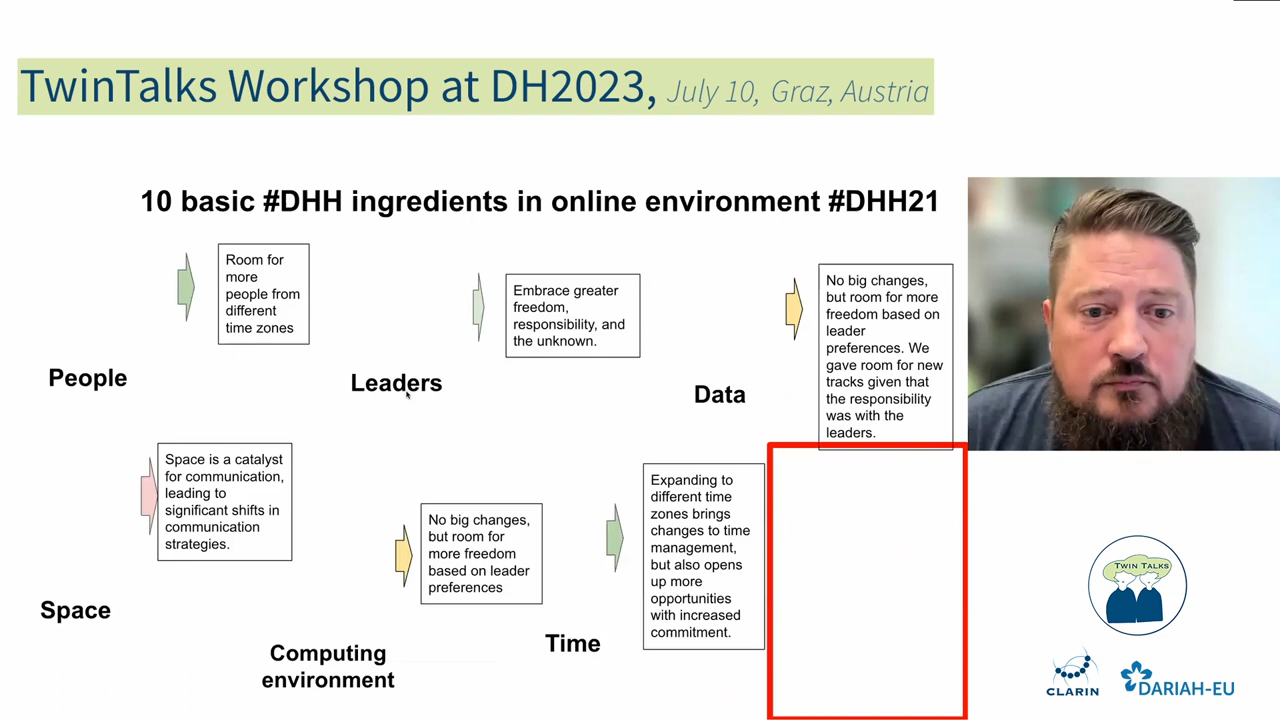 TwinTalks Workshop at DH2023, July 10, Graz, Austria
10 basic #DHH ingredients in online environment #DHH21
Room for
more
people from
different
time zones
People
Embrace greater
freedom,
responsibility, and
the unknown.
Leaders
No big changes,
but room for more
freedom based on
leader
preferences. We
gave room for new
tracks given that
the responsibility
was with the
leaders.
Data
Space is a catalyst
for communication,
leading to
significant shifts in
communication
strategies.
Space
No big changes,
but room for
more freedom
based on leader
preferences
Computing
environment
Expanding to
different time
zones brings
changes to time
management,
but also opens
up more
opportunities
with increased
commitment.
Time
TWIN TALKS
CLARIN
DARIAH-EU